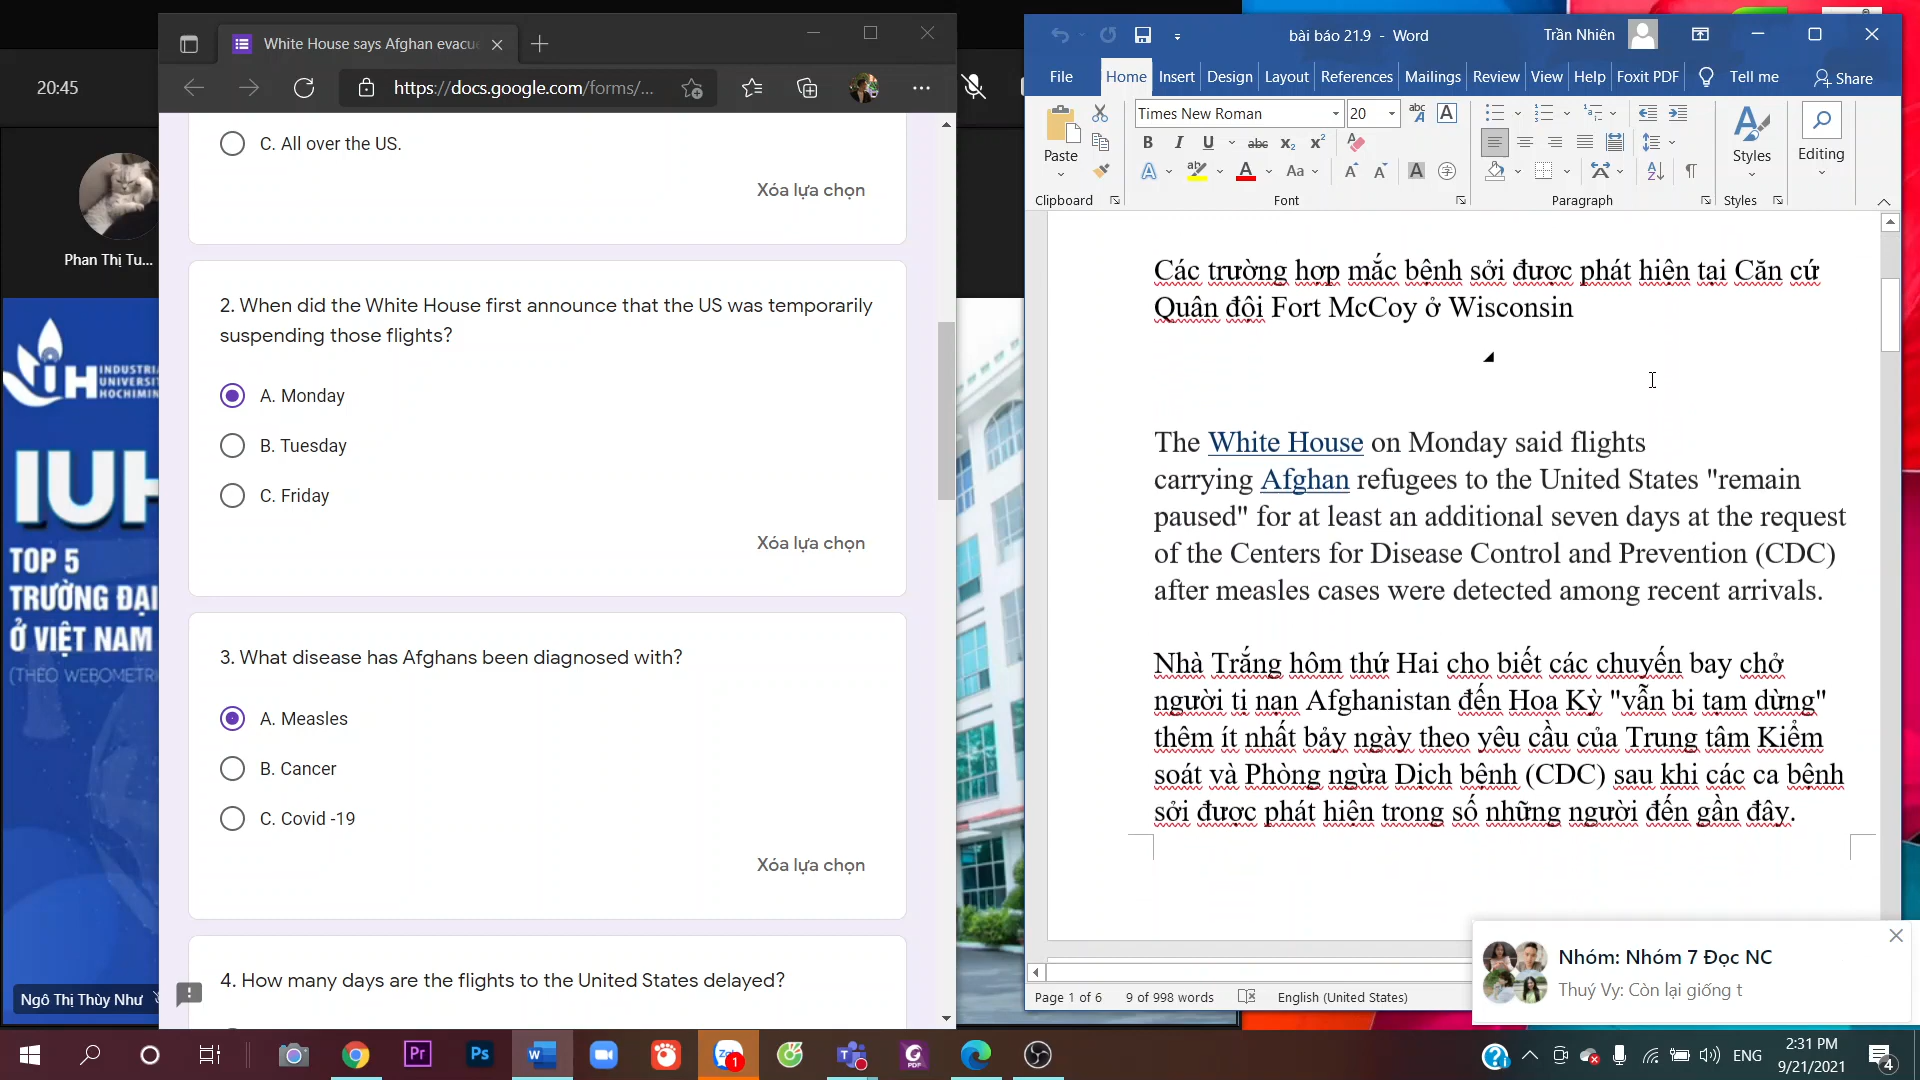 20:45
Phan Thị Tu...
INDUSTRIA
UNIVERSI
HOCHIMIN
IUH
TOP 5
TRƯỜNG ĐẠI
Ở VIỆT NAM
(THEO WEBOMETRI
Ngô Thị Thùy Như
White House says Afghan evacue
https://docs.google.com/forms/...
C. All over the US.
Xóa lựa chọn
2. When did the White House first announce that the US was temporarily
suspending those flights?
A. Monday
B. Tuesday
C. Friday
Xóa lựa chọn
3. What disease has Afghans been diagnosed with?
A. Measles
B. Cancer
C. Covid -19
Xóa lựa chọn
4. How many days are the flights to the United States delayed?
bài báo 21.9 - Word
Trần Nhiên
File Home Insert Design Layout References Mailings Review View Help Foxit PDF Tell me Share
Times New Roman 20
Paste
Styles
Editing
Clipboard Font Paragraph Styles
Các trường hợp mắc bệnh sởi được phát hiện tại Căn cứ
Quân đội Fort McCoy ở Wisconsin
The White House on Monday said flights
carrying Afghan refugees to the United States "remain
paused" for at least an additional seven days at the request
of the Centers for Disease Control and Prevention (CDC)
after measles cases were detected among recent arrivals.
Nhà Trắng hôm thứ Hai cho biết các chuyến bay chở
người tị nạn Afghanistan đến Hoa Kỳ "vẫn bị tạm dừng"
thêm ít nhất bảy ngày theo yêu cầu của Trung tâm Kiểm
soát và Phòng ngừa Dịch bệnh (CDC) sau khi các ca bệnh
sởi được phát hiện trong số những người đến gần đây.
Page 1 of 6 9 of 998 words English (United States)
Nhóm: Nhóm 7 Đọc NC
Thuý Vy: Còn lại giống t
ENG
2:31 PM
9/21/2021
4